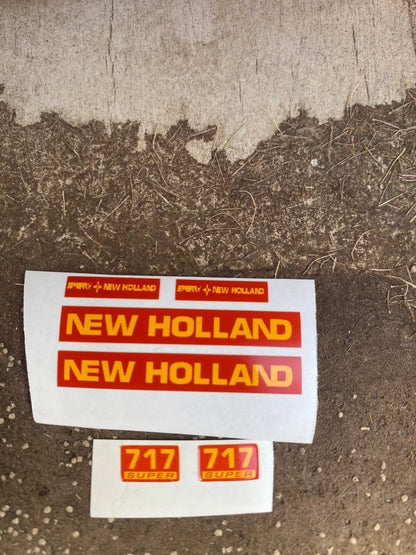 SPERRY NEW HOLLAND SPERRY NEW HOLLAND
NEW HOLLAND
NEW HOLLAND
717 717
SUPER SUPER